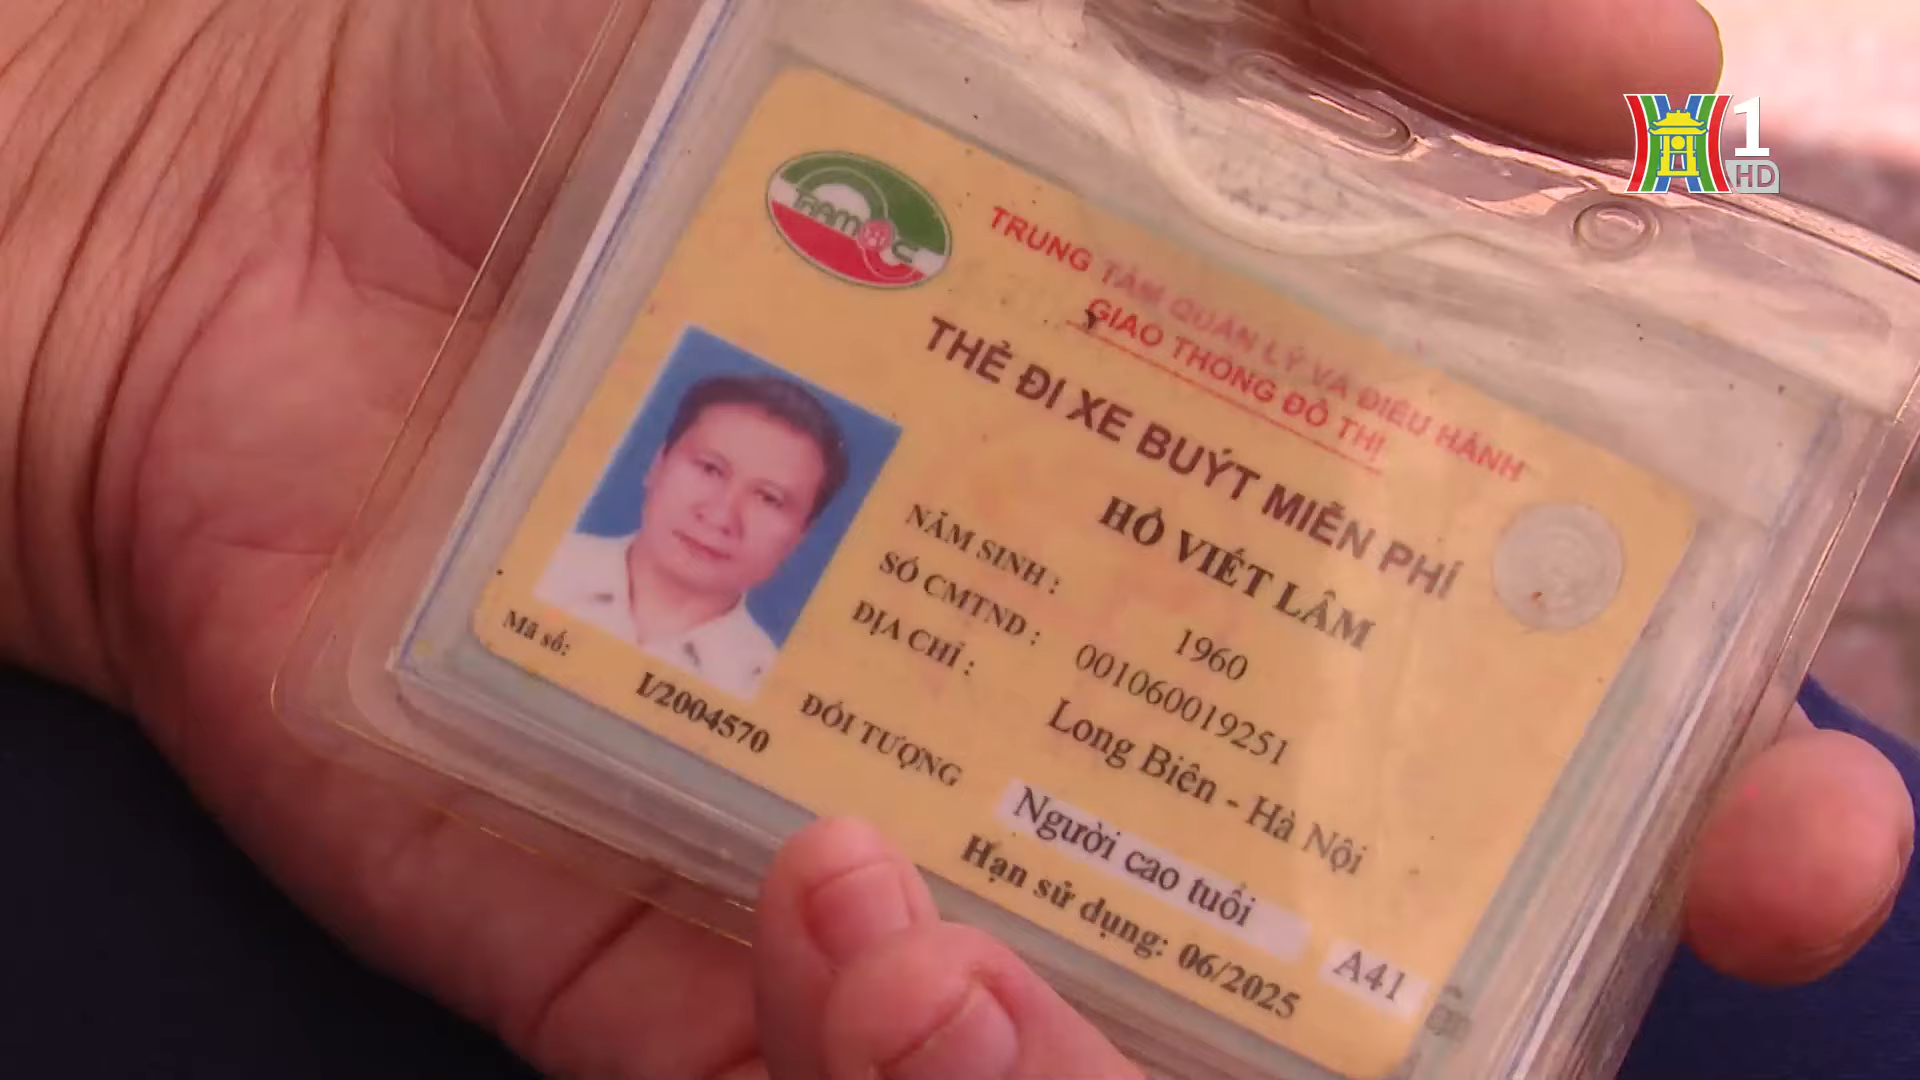 1
HD
TRAMOC
TRUNG TÂM QUẢN LÝ VÀ ĐIỀU HÀNH
GIAO THÔNG ĐÔ THỊ
THẺ ĐI XE BUÝT MIỄN PHÍ
HỒ VIẾT LÂM
NĂM SINH : 1960
SỐ CMTND : 001060019251
ĐỊA CHỈ : Long Biên - Hà Nội
ĐỐI TƯỢNG Người cao tuổi A41
Mã số:
I/2004570
Hạn sử dụng: 06/2025